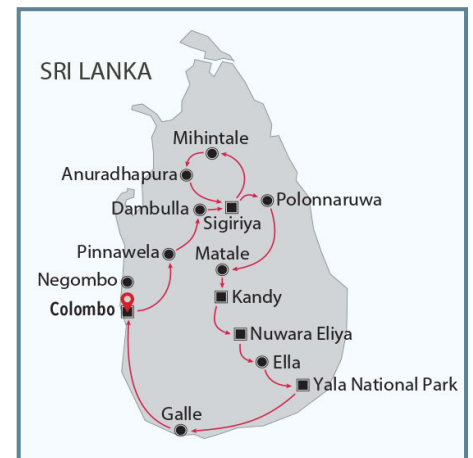 SRI LANKA
Mihintale
Anuradhapura
Dambulla
Sigiriya
Polonnaruwa
Pinnawela
Matale
Negombo
Kandy
Colombo
Nuwara Eliya
Ella
Yala National Park
Galle